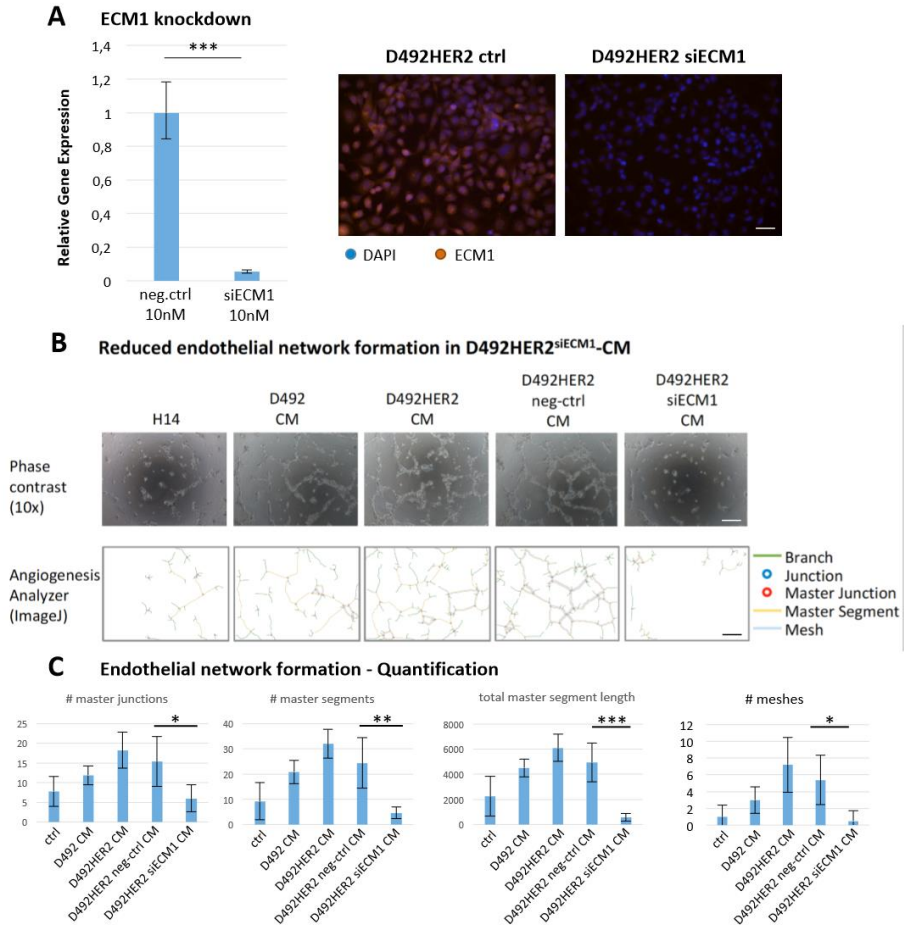 A
ECM1 knockdown
Relative Gene Expression
1,4
1,2
1
0,8
0,6
0,4
0,2
0
***
neg.ctrl
10nM
siECM1
10nM
D492HER2 ctrl
D492HER2 siECM1
DAPI
ECM1
B
Reduced endothelial network formation in D492HER2siECM1-CM
H14
D492
CM
D492HER2
CM
D492HER2
neg-ctrl
CM
D492HER2
siECM1
CM
Phase
contrast
(10x)
Angiogenesis
Analyzer
(ImageJ)
Branch
Junction
Master Junction
Master Segment
Mesh
C
Endothelial network formation - Quantification
# master junctions
25
20
15
10
5
0
*
ctrl
D492 CM
D492HER2 CM
D492HER2 neg-ctrl CM
D492HER2 siECM1 CM
# master segments
40
30
20
10
0
**
ctrl
D492 CM
D492HER2 CM
D492HER2 neg-ctrl CM
D492HER2 siECM1 CM
total master segment length
8000
6000
4000
2000
0
***
ctrl
D492 CM
D492HER2 CM
D492HER2 neg-ctrl CM
D492HER2 siECM1 CM
# meshes
12
10
8
6
4
2
0
*
ctrl
D492 CM
D492HER2 CM
D492HER2 neg-ctrl CM
D492HER2 siECM1 CM